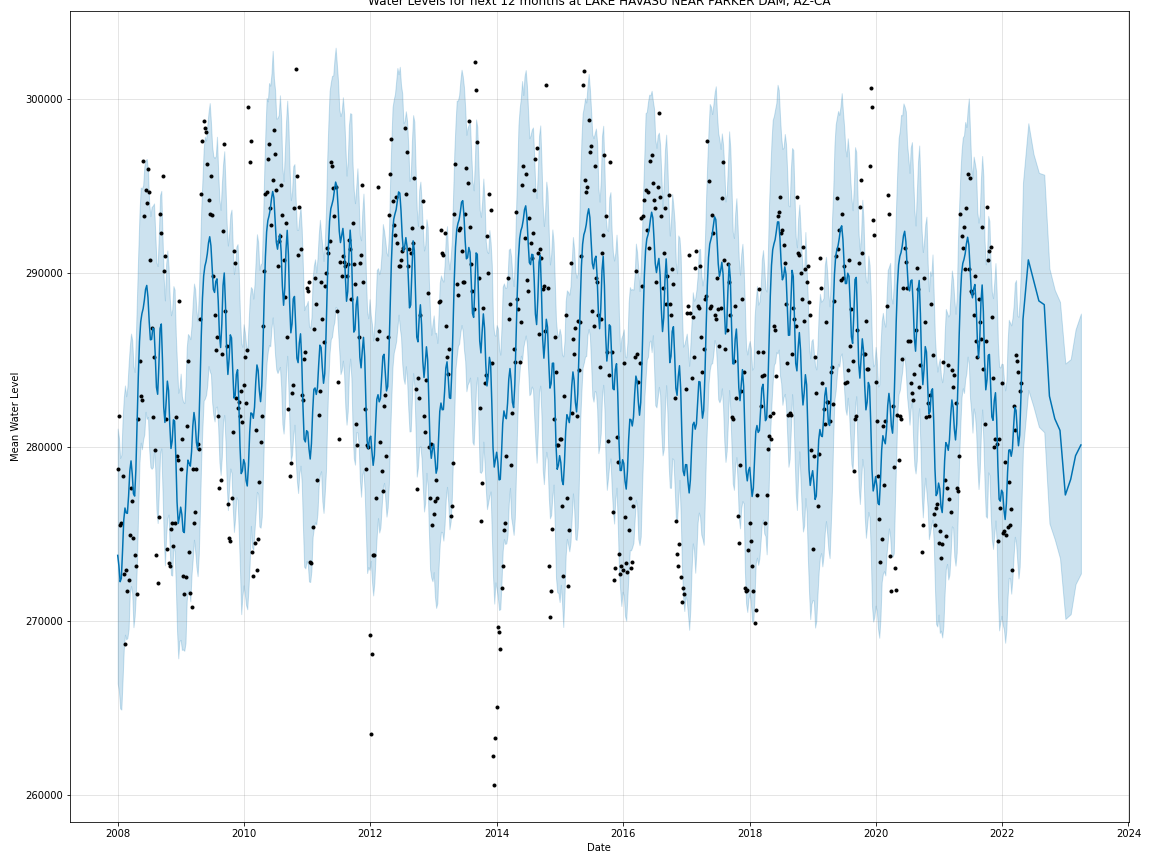 Water Levels for next 12 months at LAKE HAVASU NEAR PARKER DAM, AZ-CA
300000
290000
280000
270000
260000
Mean Water Level
2008 2010 2012 2014 2016 2018 2020 2022 2024
Date